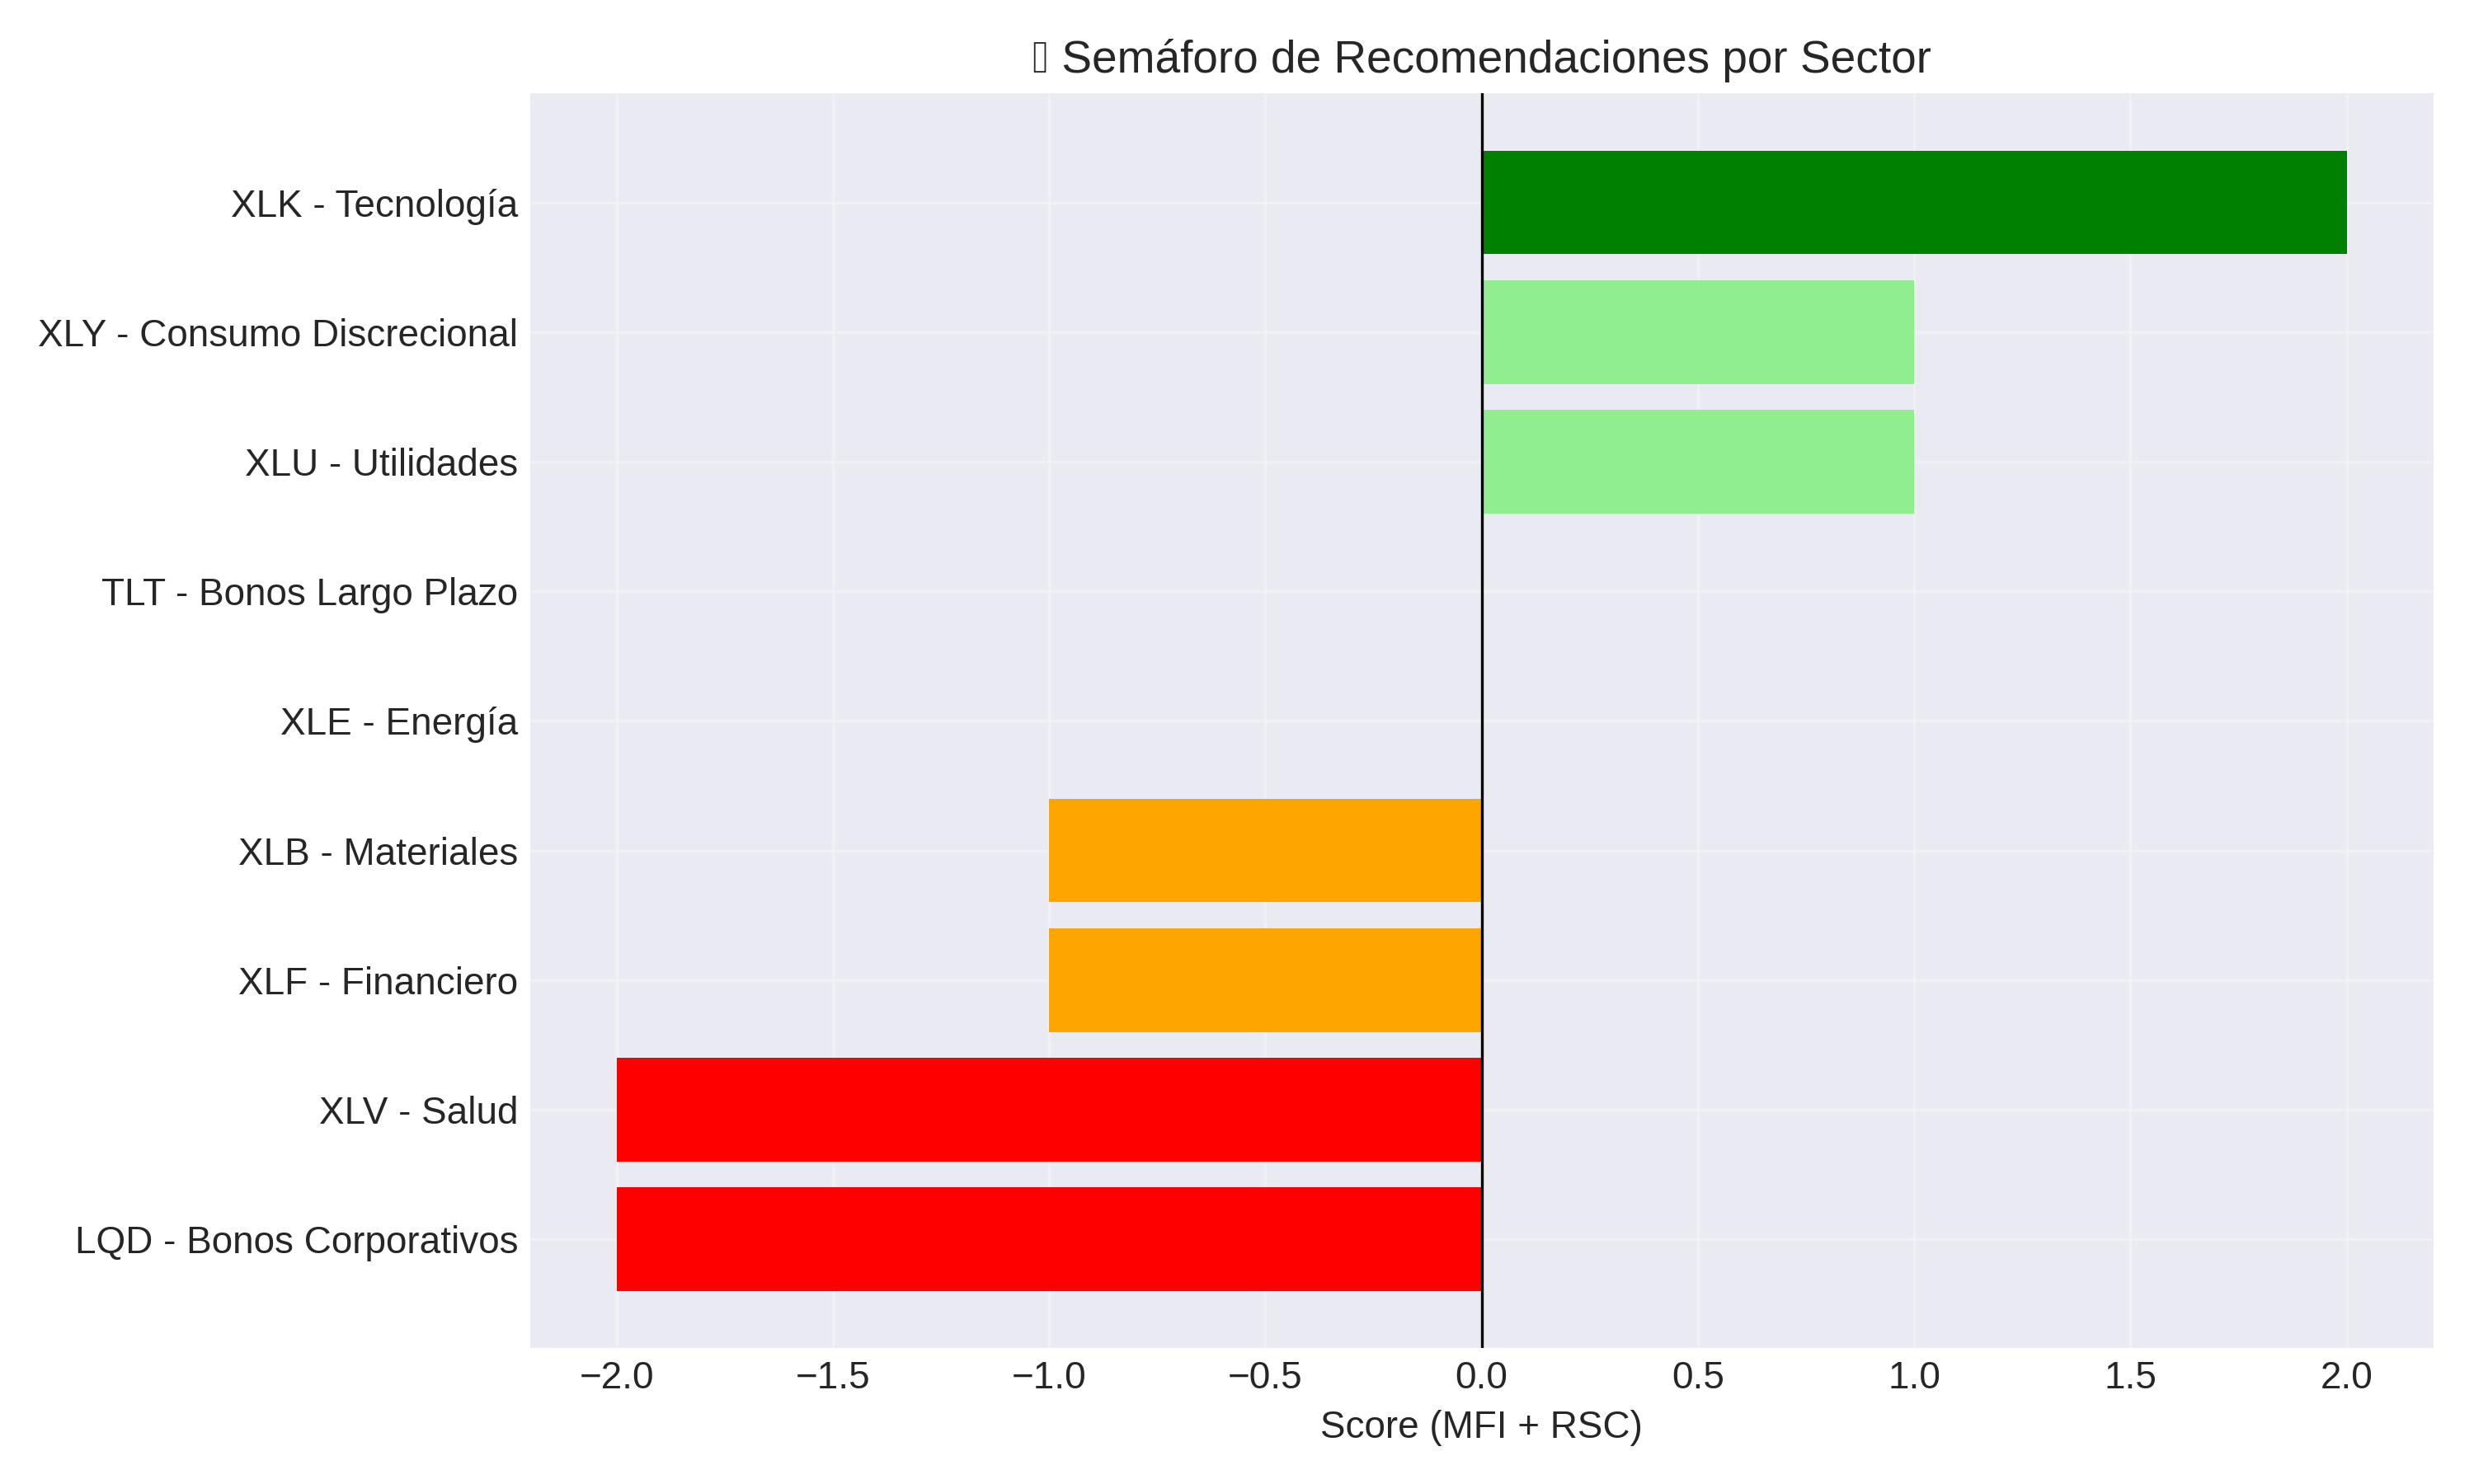 Semáforo de Recomendaciones por Sector
XLK - Tecnología
XLY - Consumo Discrecional
XLU - Utilidades
TLT - Bonos Largo Plazo
XLE - Energía
XLB - Materiales
XLF - Financiero
XLV - Salud
LQD - Bonos Corporativos
−2.0 −1.5 −1.0 −0.5 0.0 0.5 1.0 1.5 2.0
Score (MFI + RSC)